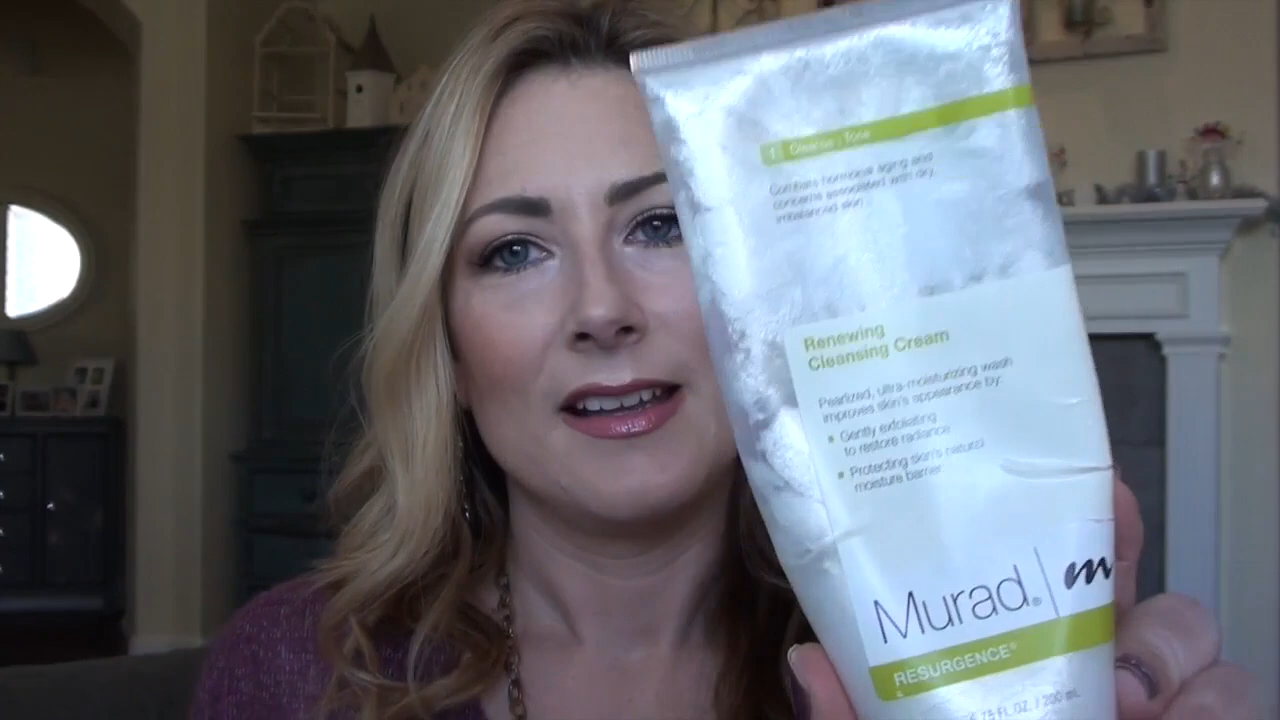 1 Cleanse | Tone
Combats hormonal aging and
concerns associated with dry,
imbalanced skin
Renewing
Cleansing Cream
Pearlized, ultra-moisturizing wash
improves skin's appearance by:
• Gently exfoliating
to restore radiance
• Protecting skin's natural
moisture barrier
Murad® | m
RESURGENCE®
6.75 FL.OZ. / 200 mL